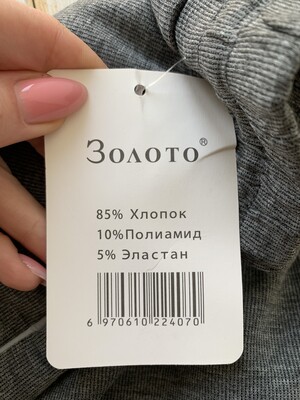 Золото®
85% Хлопок
10%Полиамид
5% Эластан
6 970610 224070